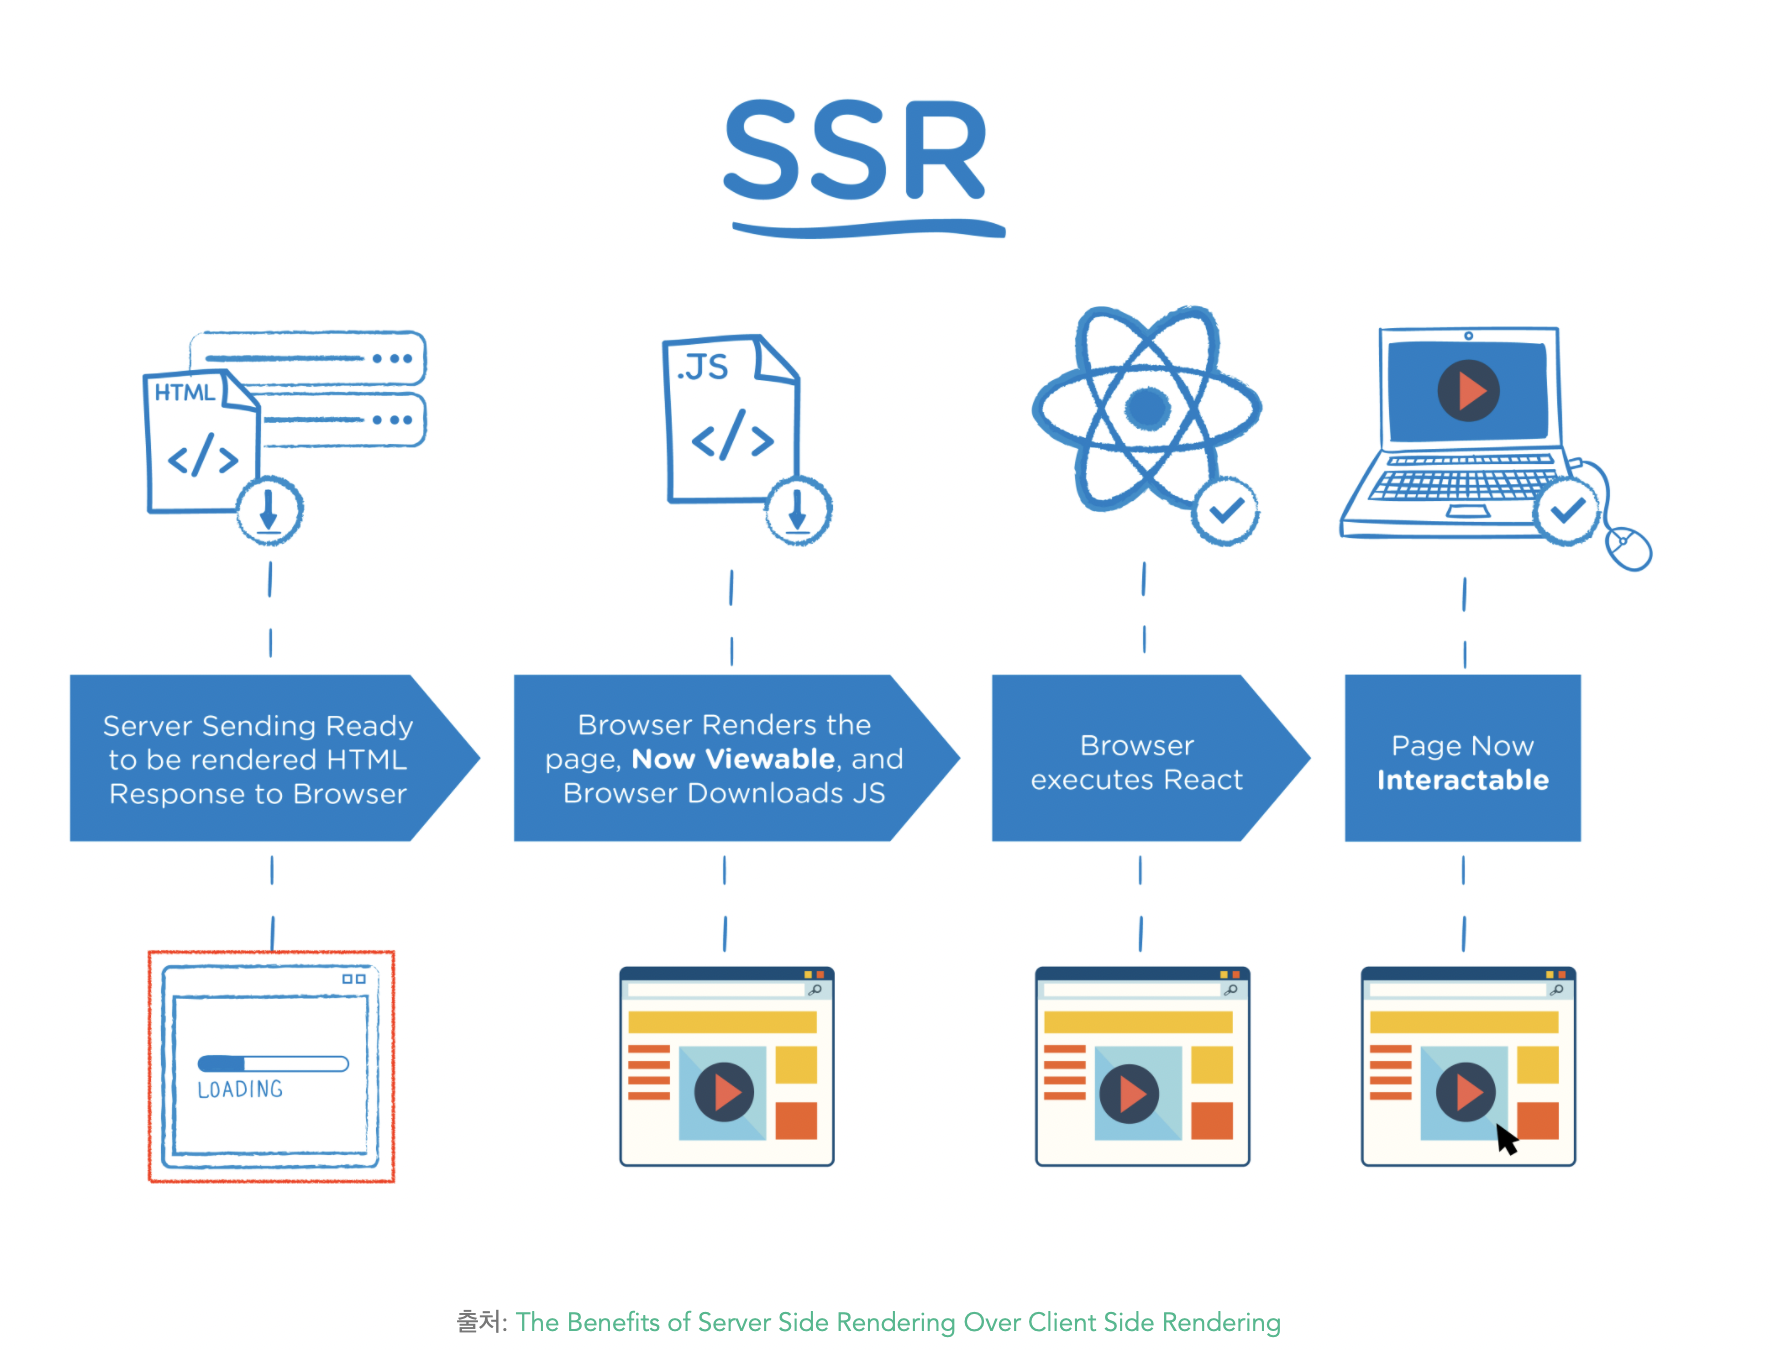 SSR
HTML
</>
.JS
</>
Server Sending Ready
to be rendered HTML
Response to Browser
Browser Renders the
page, Now Viewable, and
Browser Downloads JS
Browser
executes React
Page Now
Interactable
LOADING
출처: The Benefits of Server Side Rendering Over Client Side Rendering